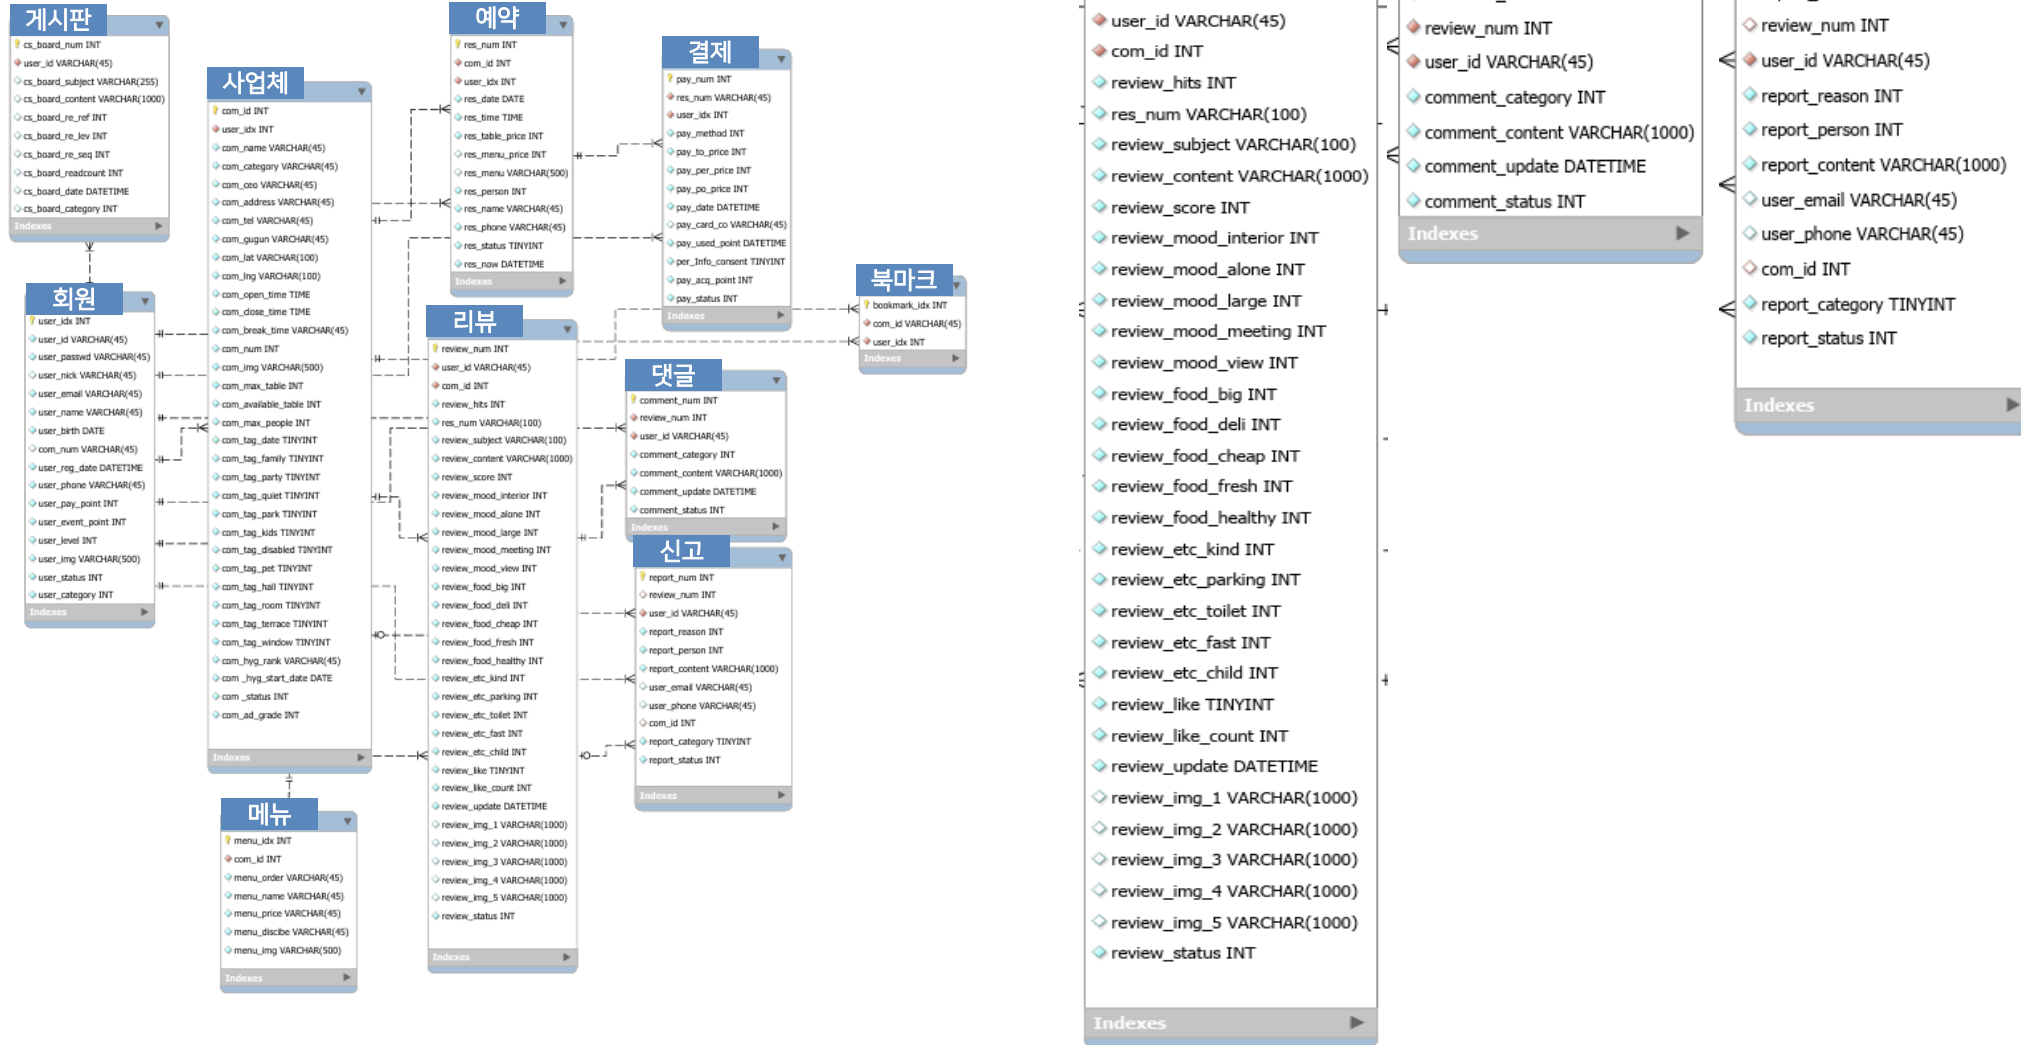 게시판
cs_board_num INT
user_id VARCHAR(45)
cs_board_subject VARCHAR(255)
cs_board_content VARCHAR(1000)
cs_board_re_ref INT
cs_board_re_lev INT
cs_board_re_seq INT
cs_board_readcount INT
cs_board_date DATETIME
cs_board_category INT
Indexes
회원
user_idx INT
user_id VARCHAR(45)
user_passwd VARCHAR(45)
user_nick VARCHAR(45)
user_email VARCHAR(45)
user_name VARCHAR(45)
user_birth DATE
com_num VARCHAR(45)
user_reg_date DATETIME
user_phone VARCHAR(45)
user_pay_point INT
user_event_point INT
user_level INT
user_img VARCHAR(500)
user_status INT
user_category INT
Indexes
사업체
com_id INT
user_idx INT
com_name VARCHAR(45)
com_category VARCHAR(45)
com_ceo VARCHAR(45)
com_address VARCHAR(45)
com_tel VARCHAR(45)
com_gugun VARCHAR(45)
com_lat VARCHAR(100)
com_lng VARCHAR(100)
com_open_time TIME
com_close_time TIME
com_break_time VARCHAR(45)
com_num INT
com_img VARCHAR(500)
com_max_table INT
com_available_table INT
com_max_people INT
com_tag_date TINYINT
com_tag_family TINYINT
com_tag_party TINYINT
com_tag_quiet TINYINT
com_tag_park TINYINT
com_tag_kids TINYINT
com_tag_disabled TINYINT
com_tag_pet TINYINT
com_tag_hall TINYINT
com_tag_room TINYINT
com_tag_terrace TINYINT
com_tag_window TINYINT
com_hyg_rank VARCHAR(45)
com _hyg_start_date DATE
com _status INT
com_ad_grade INT
Indexes
메뉴
menu_idx INT
com_id INT
menu_order VARCHAR(45)
menu_name VARCHAR(45)
menu_price VARCHAR(45)
menu_discibe VARCHAR(45)
menu_img VARCHAR(500)
Indexes
예약
res_num INT
com_id INT
user_idx INT
res_date DATE
res_time TIME
res_table_price INT
res_menu_price INT
res_menu VARCHAR(500)
res_person INT
res_name VARCHAR(45)
res_phone VARCHAR(45)
res_status TINYINT
res_now DATETIME
Indexes
리뷰
review_num INT
user_id VARCHAR(45)
com_id INT
review_hits INT
res_num VARCHAR(100)
review_subject VARCHAR(100)
review_content VARCHAR(1000)
review_score INT
review_mood_interior INT
review_mood_alone INT
review_mood_large INT
review_mood_meeting INT
review_mood_view INT
review_food_big INT
review_food_deli INT
review_food_cheap INT
review_food_fresh INT
review_food_healthy INT
review_etc_kind INT
review_etc_parking INT
review_etc_toilet INT
review_etc_fast INT
review_etc_child INT
review_like TINYINT
review_like_count INT
review_update DATETIME
review_img_1 VARCHAR(1000)
review_img_2 VARCHAR(1000)
review_img_3 VARCHAR(1000)
review_img_4 VARCHAR(1000)
review_img_5 VARCHAR(1000)
review_status INT
Indexes
결제
pay_num INT
res_num VARCHAR(45)
user_idx INT
pay_method INT
pay_to_price INT
pay_per_price INT
pay_po_price INT
pay_date DATETIME
pay_card_co VARCHAR(45)
pay_used_point DATETIME
per_Info_consent TINYINT
pay_acq_point INT
pay_status INT
Indexes
댓글
comment_num INT
review_num INT
user_id VARCHAR(45)
comment_category INT
comment_content VARCHAR(1000)
comment_update DATETIME
comment_status INT
Indexes
신고
report_num INT
review_num INT
user_id VARCHAR(45)
report_reason INT
report_person INT
report_content VARCHAR(1000)
user_email VARCHAR(45)
user_phone VARCHAR(45)
com_id INT
report_category TINYINT
report_status INT
Indexes
북마크
bookmark_idx INT
com_id VARCHAR(45)
user_idx INT
Indexes
user_id VARCHAR(45)
com_id INT
review_hits INT
res_num VARCHAR(100)
review_subject VARCHAR(100)
review_content VARCHAR(1000)
review_score INT
review_mood_interior INT
review_mood_alone INT
review_mood_large INT
review_mood_meeting INT
review_mood_view INT
review_food_big INT
review_food_deli INT
review_food_cheap INT
review_food_fresh INT
review_food_healthy INT
review_etc_kind INT
review_etc_parking INT
review_etc_toilet INT
review_etc_fast INT
review_etc_child INT
review_like TINYINT
review_like_count INT
review_update DATETIME
review_img_1 VARCHAR(1000)
review_img_2 VARCHAR(1000)
review_img_3 VARCHAR(1000)
review_img_4 VARCHAR(1000)
review_img_5 VARCHAR(1000)
review_status INT
Indexes
review_num INT
user_id VARCHAR(45)
comment_category INT
comment_content VARCHAR(1000)
comment_update DATETIME
comment_status INT
Indexes
review_num INT
user_id VARCHAR(45)
report_reason INT
report_person INT
report_content VARCHAR(1000)
user_email VARCHAR(45)
user_phone VARCHAR(45)
com_id INT
report_category TINYINT
report_status INT
Indexes